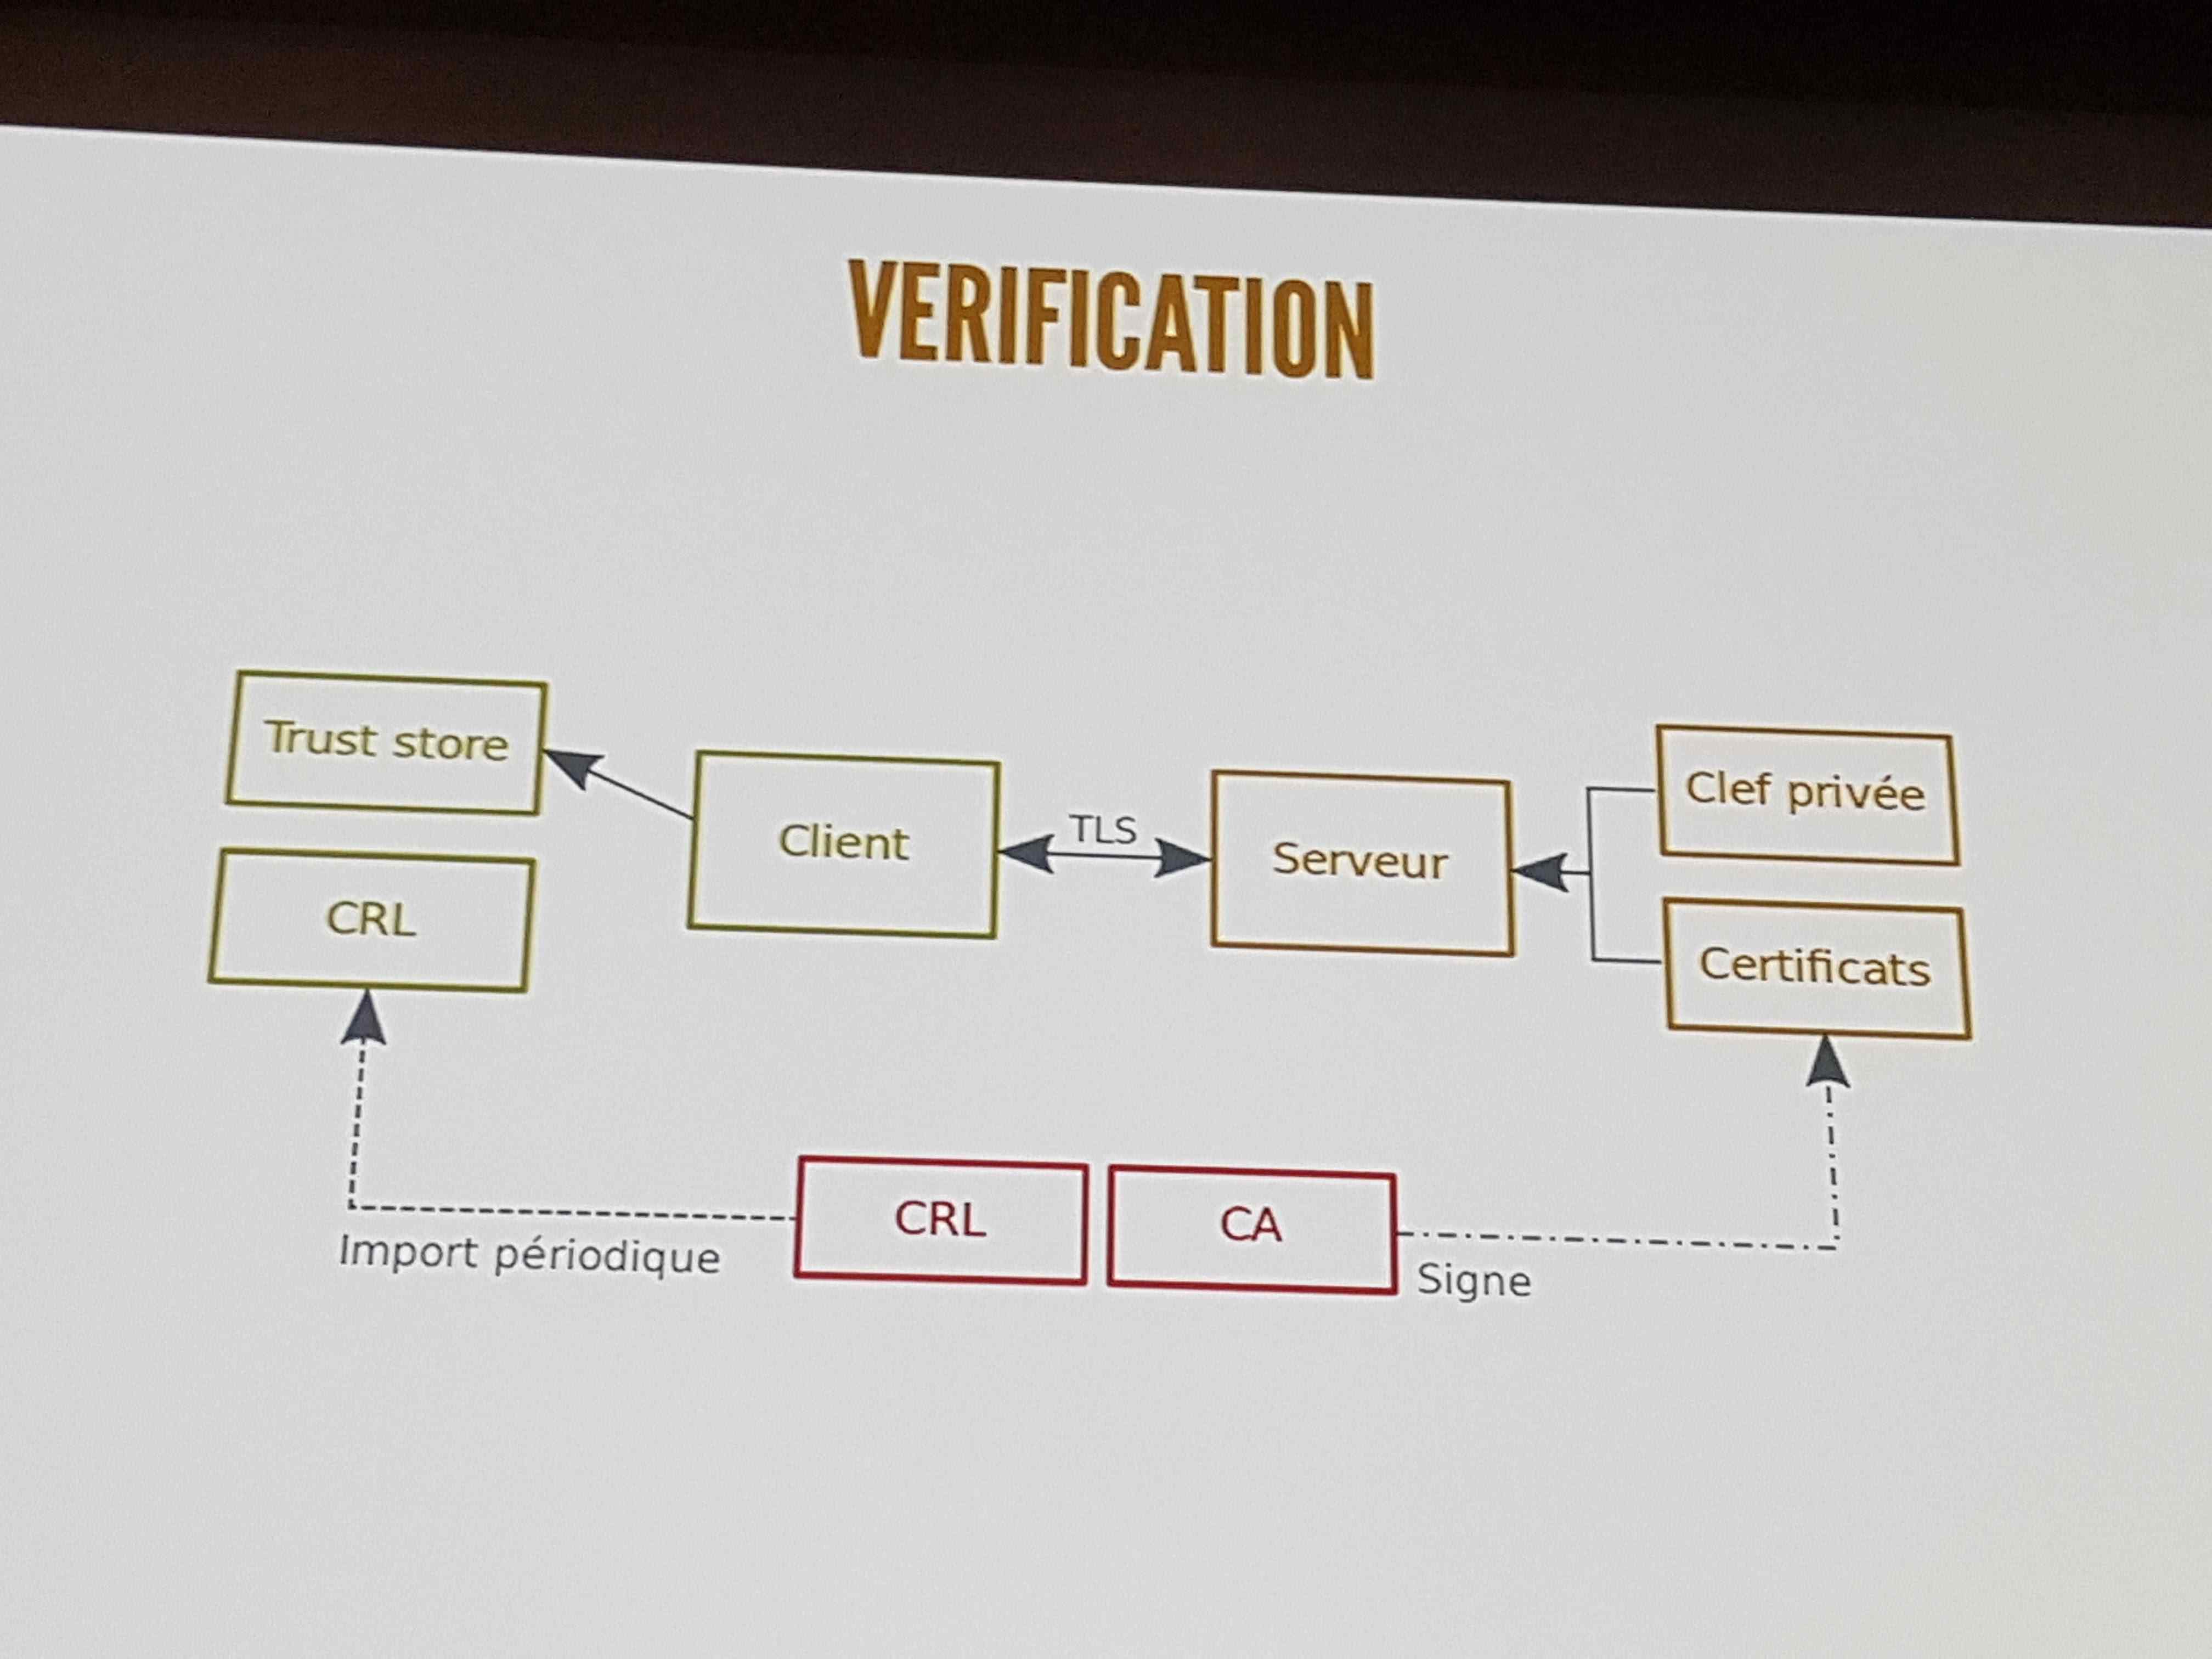 VERIFICATION
Trust store
CRL
Client
TLS
Serveur
Clef privée
Certificats
CRL
CA
Import périodique
Signe